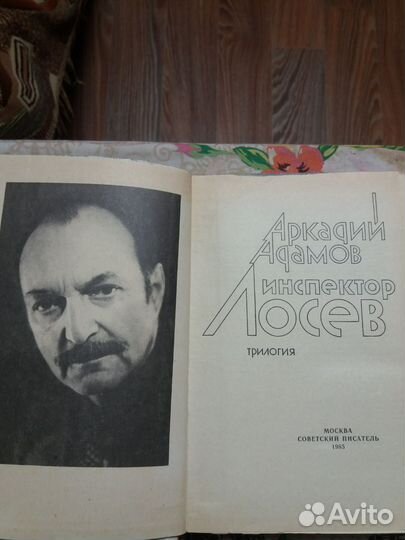 Аркадий
Адамов
инспектор
Лосев
трилогия
МОСКВА
СОВЕТСКИЙ ПИСАТЕЛЬ
1985
Avito